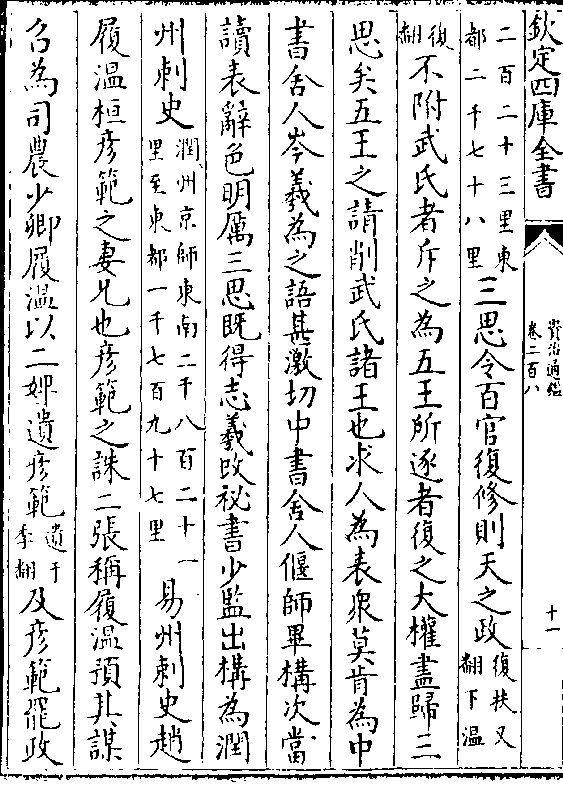 欽定四庫全書 資治通鑑 卷二百八 十一
二百二十三里東都二千七十八里三思令百官復修則天之政復扶又翻下温
復翻不附武氏者斥之為五王所逐者復之大權盡歸三
思矣五王之請削武氏諸王也求人為表衆莫肯為中
書舍人岑羲為之語甚激切中書舍人偃師畢構次當
讀表辭色明厲三思既得志羲改祕書少監出構為潤
州刺史潤州京師東南二千八百二十一里至東都一千七百九十七里易州刺史趙
履温桓彦範之妻兄也彦範之誅二張稱履温預其謀
召為司農少卿履温以二婢遺彦範遺于季翻及彦範罷政